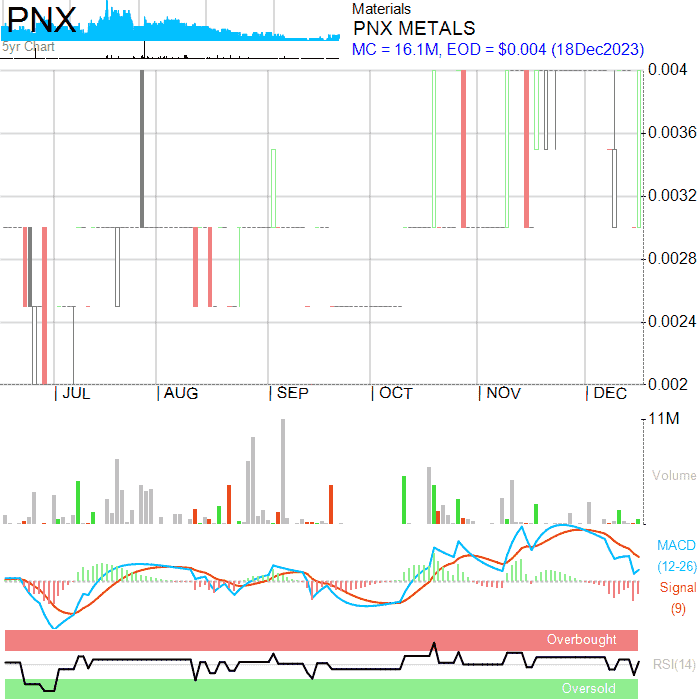 PNX
5yr Chart
Materials
PNX METALS
MC = 16.1M, EOD = $0.004 (18Dec2023)
0.004
0.0036
0.0032
0.0028
0.0024
0.002
JUL
AUG
SEP
OCT
NOV
DEC
11M
Volume
MACD
(12-26)
Signal
(9)
Overbought
RSI(14)
Oversold